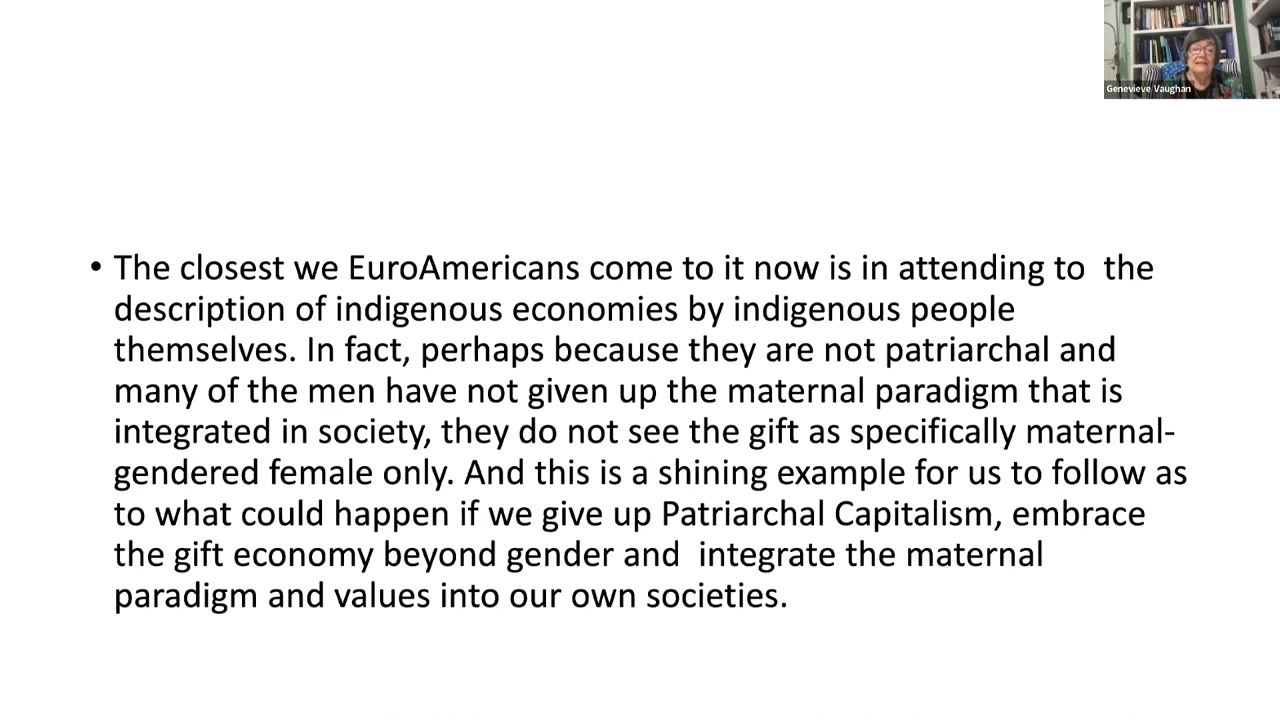 Genevieve Vaughan
• The closest we EuroAmericans come to it now is in attending to  the
description of indigenous economies by indigenous people
themselves. In fact, perhaps because they are not patriarchal and
many of the men have not given up the maternal paradigm that is
integrated in society, they do not see the gift as specifically maternal-
gendered female only. And this is a shining example for us to follow as
to what could happen if we give up Patriarchal Capitalism, embrace
the gift economy beyond gender and  integrate the maternal
paradigm and values into our own societies.